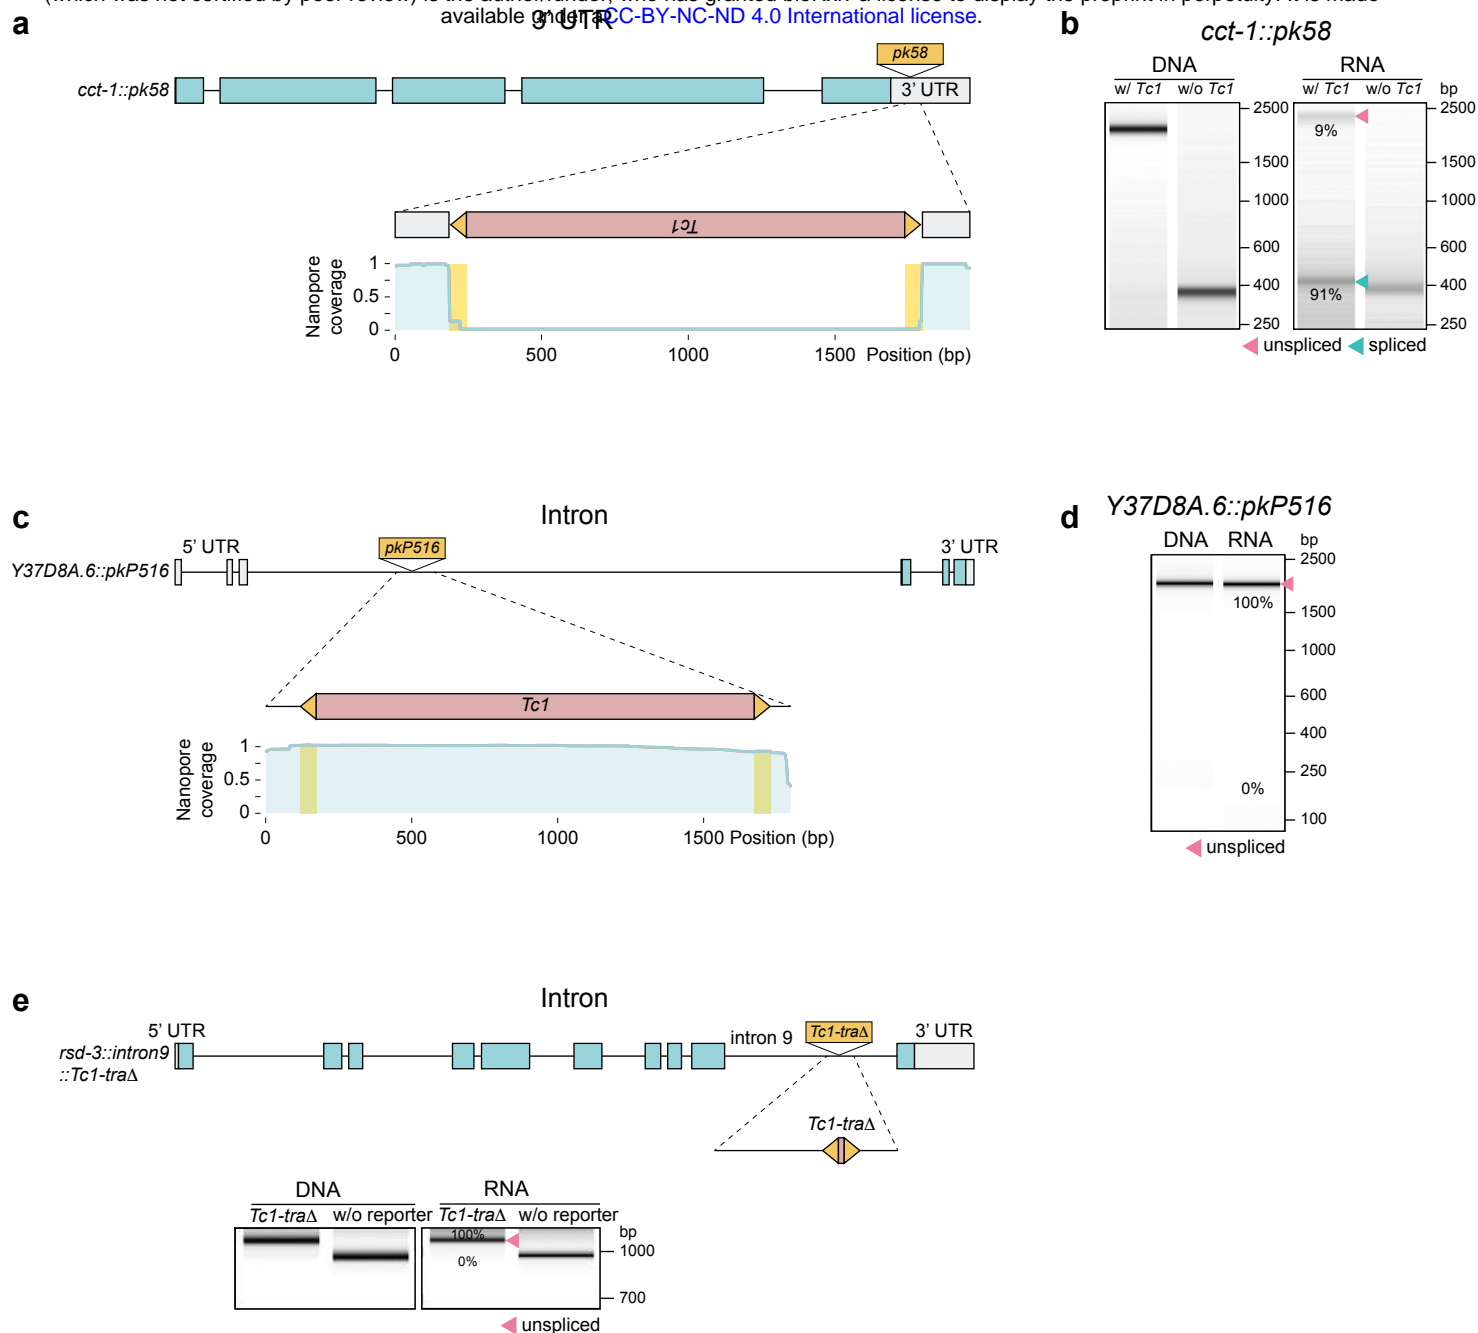 available under aCC-BY-NC-ND 4.0 International license.
a
3' UTR
pk58
cct-1::pk58
3' UTR
Tc1
Nanopore
coverage
1
0.5
0
0 500 1000 1500 Position (bp)
b
cct-1::pk58
DNA RNA
w/ Tc1 w/o Tc1 w/ Tc1 w/o Tc1 bp
2500 2500
9%
1500 1500
1000 1000
600 600
400 400
91%
250 250
unspliced spliced
c
Intron
5' UTR pkP516 3' UTR
Y37D8A.6::pkP516
Tc1
Nanopore
coverage
1
0.5
0
0 500 1000 1500 Position (bp)
d
Y37D8A.6::pkP516
DNA RNA bp
2500
100%
1500
1000
600
400
250
0%
100
unspliced
e
Intron
5' UTR intron 9 Tc1-traΔ 3' UTR
rsd-3::intron9
::Tc1-traΔ
Tc1-traΔ
DNA RNA
Tc1-traΔ w/o reporter Tc1-traΔ w/o reporter
bp
100%
1000
0%
700
unspliced